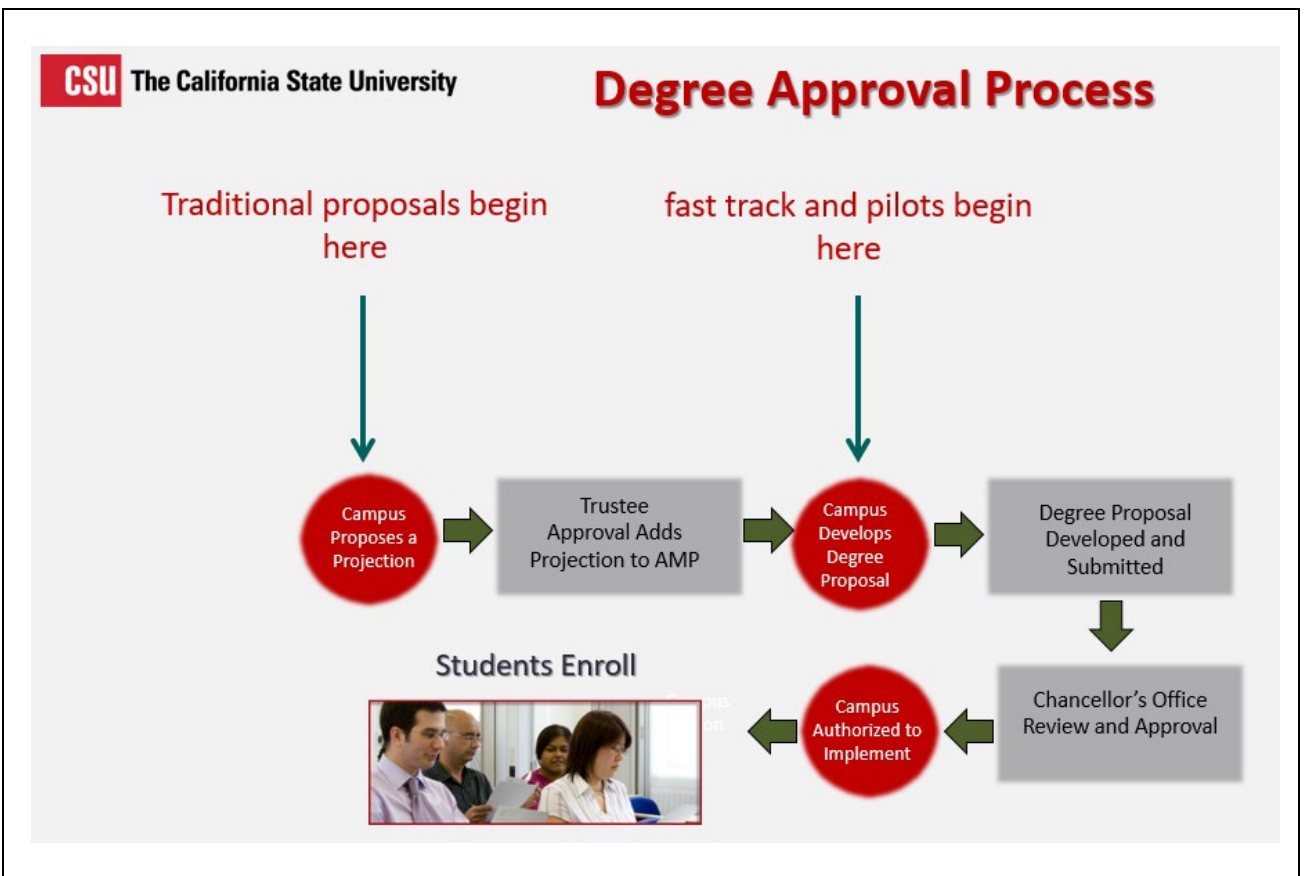 CSU The California State University
Degree Approval Process
Traditional proposals begin
here
fast track and pilots begin
here
Campus
Proposes a
Projection
Trustee
Approval Adds
Projection to AMP
Campus
Develops
Degree
Proposal
Degree Proposal
Developed and
Submitted
Chancellor's Office
Review and Approval
Campus
Authorized to
Implement
Students Enroll